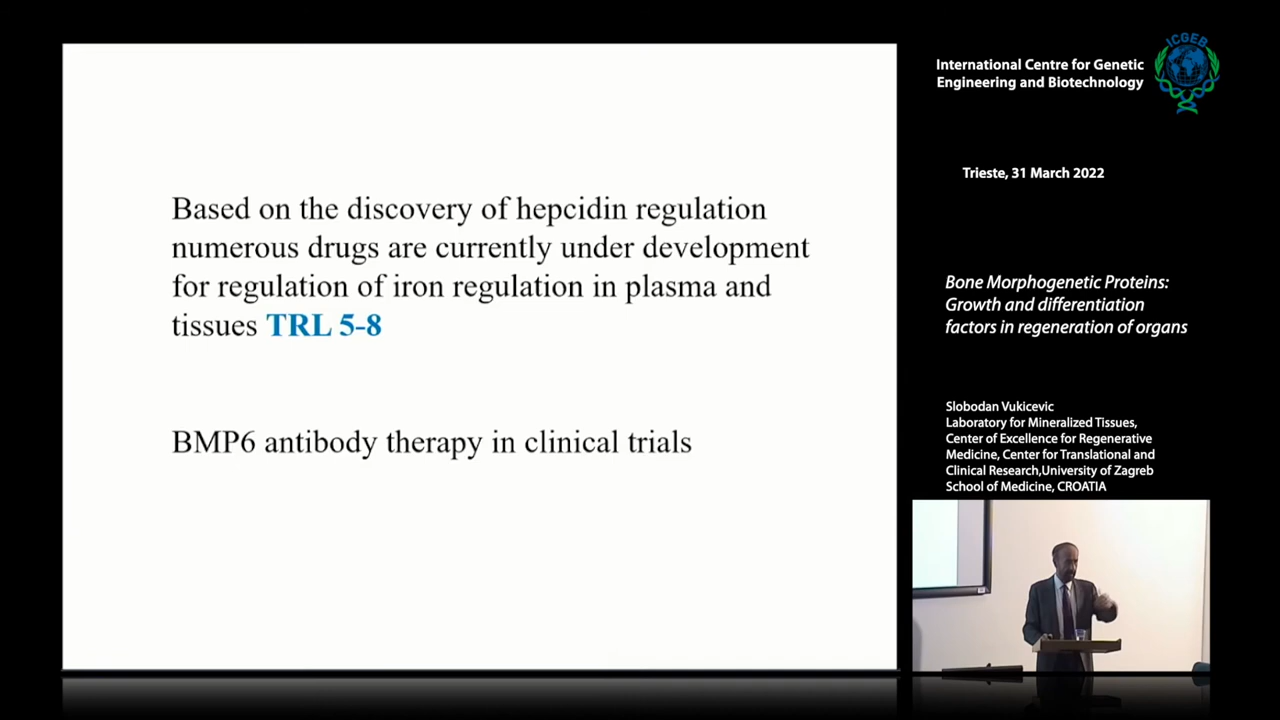 Based on the discovery of hepcidin regulation
numerous drugs are currently under development
for regulation of iron regulation in plasma and
tissues TRL 5-8
BMP6 antibody therapy in clinical trials
International Centre for Genetic
Engineering and Biotechnology
ICGEB
Trieste, 31 March 2022
Bone Morphogenetic Proteins:
Growth and differentiation
factors in regeneration of organs
Slobodan Vukicevic
Laboratory for Mineralized Tissues,
Center of Excellence for Regenerative
Medicine, Center for Translational and
Clinical Research,University of Zagreb
School of Medicine, CROATIA